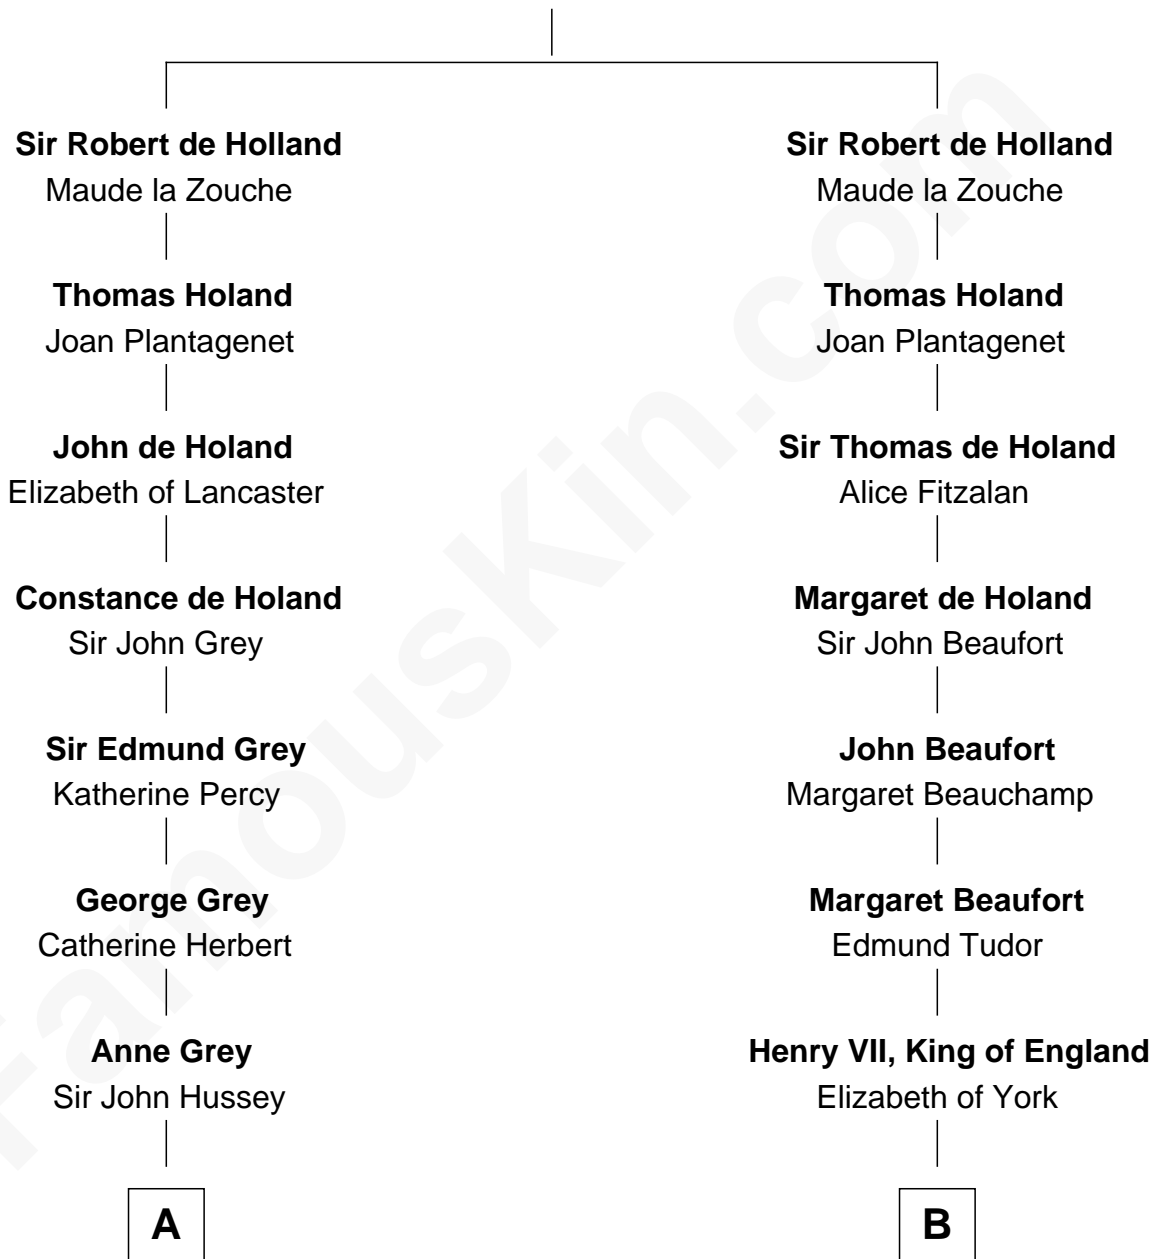 Sir Robert de Holland
Maude la Zouche
Thomas Holand
Joan Plantagenet
John de Holand
Elizabeth of Lancaster
Constance de Holand
Sir John Grey
Sir Edmund Grey
Katherine Percy
George Grey
Catherine Herbert
Anne Grey
Sir John Hussey
A
Sir Robert de Holland
Maude la Zouche
Thomas Holand
Joan Plantagenet
Sir Thomas de Holand
Alice Fitzalan
Margaret de Holand
Sir John Beaufort
John Beaufort
Margaret Beauchamp
Margaret Beaufort
Edmund Tudor
Henry VII, King of England
Elizabeth of York
B
FamousKin.com